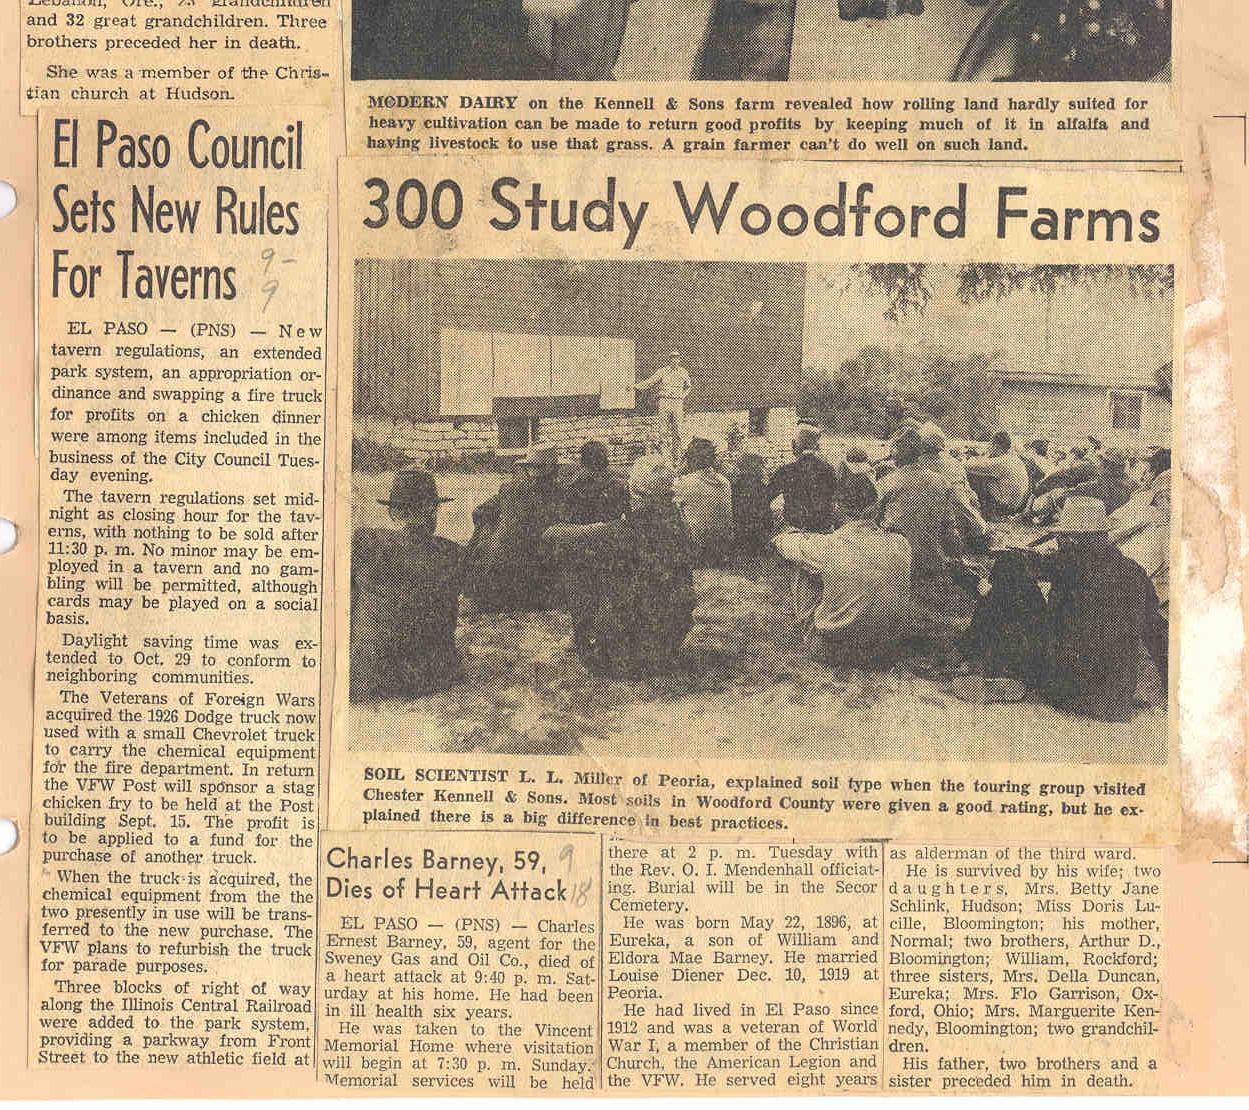 Lebanon, Ore., 23 grandchildren
and 32 great grandchildren. Three
brothers preceded her in death.
She was a member of the Chris-
tian church at Hudson.
El Paso Council
Sets New Rules
For Taverns
9-
9
EL PASO — (PNS) — New
tavern regulations, an extended
park system, an appropriation or-
dinance and swapping a fire truck
for profits on a chicken dinner
were among items included in the
business of the City Council Tues-
day evening.
The tavern regulations set mid-
night as closing hour for the tav-
erns, with nothing to be sold after
11:30 p. m. No minor may be em-
ployed in a tavern and no gam-
bling will be permitted, although
cards may be played on a social
basis.
Daylight saving time was ex-
tended to Oct. 29 to conform to
neighboring communities.
The Veterans of Foreign Wars
acquired the 1926 Dodge truck now
used with a small Chevrolet truck
to carry the chemical equipment
for the fire department. In return
the VFW Post will sponsor a stag
chicken fry to be held at the Post
building Sept. 15. The profit is
to be applied to a fund for the
purchase of another truck.
When the truck is acquired, the
chemical equipment from the the
two presently in use will be trans-
ferred to the new purchase. The
VFW plans to refurbish the truck
for parade purposes.
Three blocks of right of way
along the Illinois Central Railroad
were added to the park system,
providing a parkway from Front
Street to the new athletic field at
MODERN DAIRY on the Kennell & Sons farm revealed how rolling land hardly suited for
heavy cultivation can be made to return good profits by keeping much of it in alfalfa and
having livestock to use that grass. A grain farmer can't do well on such land.
300 Study Woodford Farms
SOIL SCIENTIST L. L. Miller of Peoria, explained soil type when the touring group visited
Chester Kennell & Sons. Most soils in Woodford County were given a good rating, but he ex-
plained there is a big difference in best practices.
Charles Barney, 59,
Dies of Heart Attack
9
18
EL PASO — (PNS) — Charles
Ernest Barney, 59, agent for the
Sweney Gas and Oil Co., died of
a heart attack at 9:40 p. m. Sat-
urday at his home. He had been
in ill health six years.
He was taken to the Vincent
Memorial Home where visitation
will begin at 7:30 p. m. Sunday.
Memorial services will be held
there at 2 p. m. Tuesday with
the Rev. O. I. Mendenhall officiat-
ing. Burial will be in the Secor
Cemetery.
He was born May 22, 1896, at
Eureka, a son of William and
Eldora Mae Barney. He married
Louise Diener Dec. 10, 1919 at
Peoria.
He had lived in El Paso since
1912 and was a veteran of World
War I, a member of the Christian
Church, the American Legion and
the VFW. He served eight years
as alderman of the third ward.
He is survived by his wife; two
daughters, Mrs. Betty Jane
Schlink, Hudson; Miss Doris Lu-
cille, Bloomington; his mother,
Normal; two brothers, Arthur D.,
Bloomington; William, Rockford;
three sisters, Mrs. Della Duncan,
Eureka; Mrs. Flo Garrison, Ox-
ford, Ohio; Mrs. Marguerite Ken-
nedy, Bloomington; two grandchil-
dren.
His father, two brothers and a
sister preceded him in death.